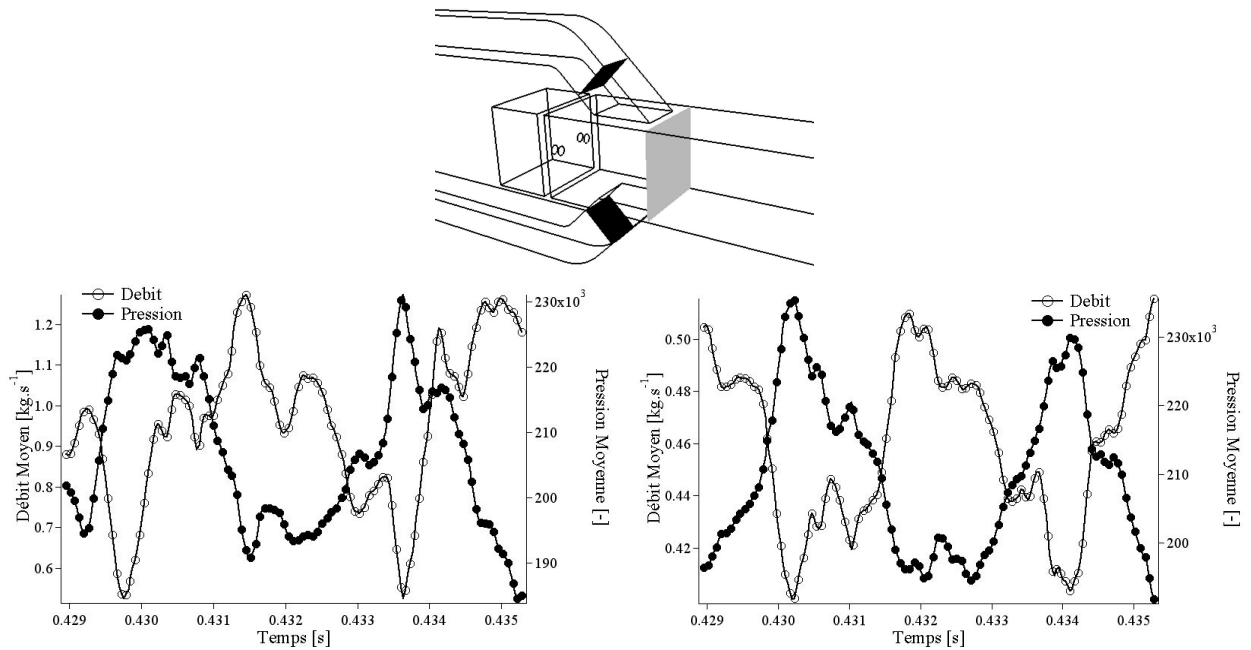 Debit
Pression
Débit Moyen [kg.s⁻¹]
1.2
1.1
1.0
0.9
0.8
0.7
0.6
230x10³
220
210
200
190
Pression Moyenne [-]
0.429
0.430
0.431
0.432
0.433
0.434
0.435
Temps [s]
Debit
Pression
Débit Moyen [kg.s⁻¹]
0.50
0.48
0.46
0.44
0.42
230x10³
220
210
200
Pression Moyenne [-]
0.429
0.430
0.431
0.432
0.433
0.434
0.435
Temps [s]